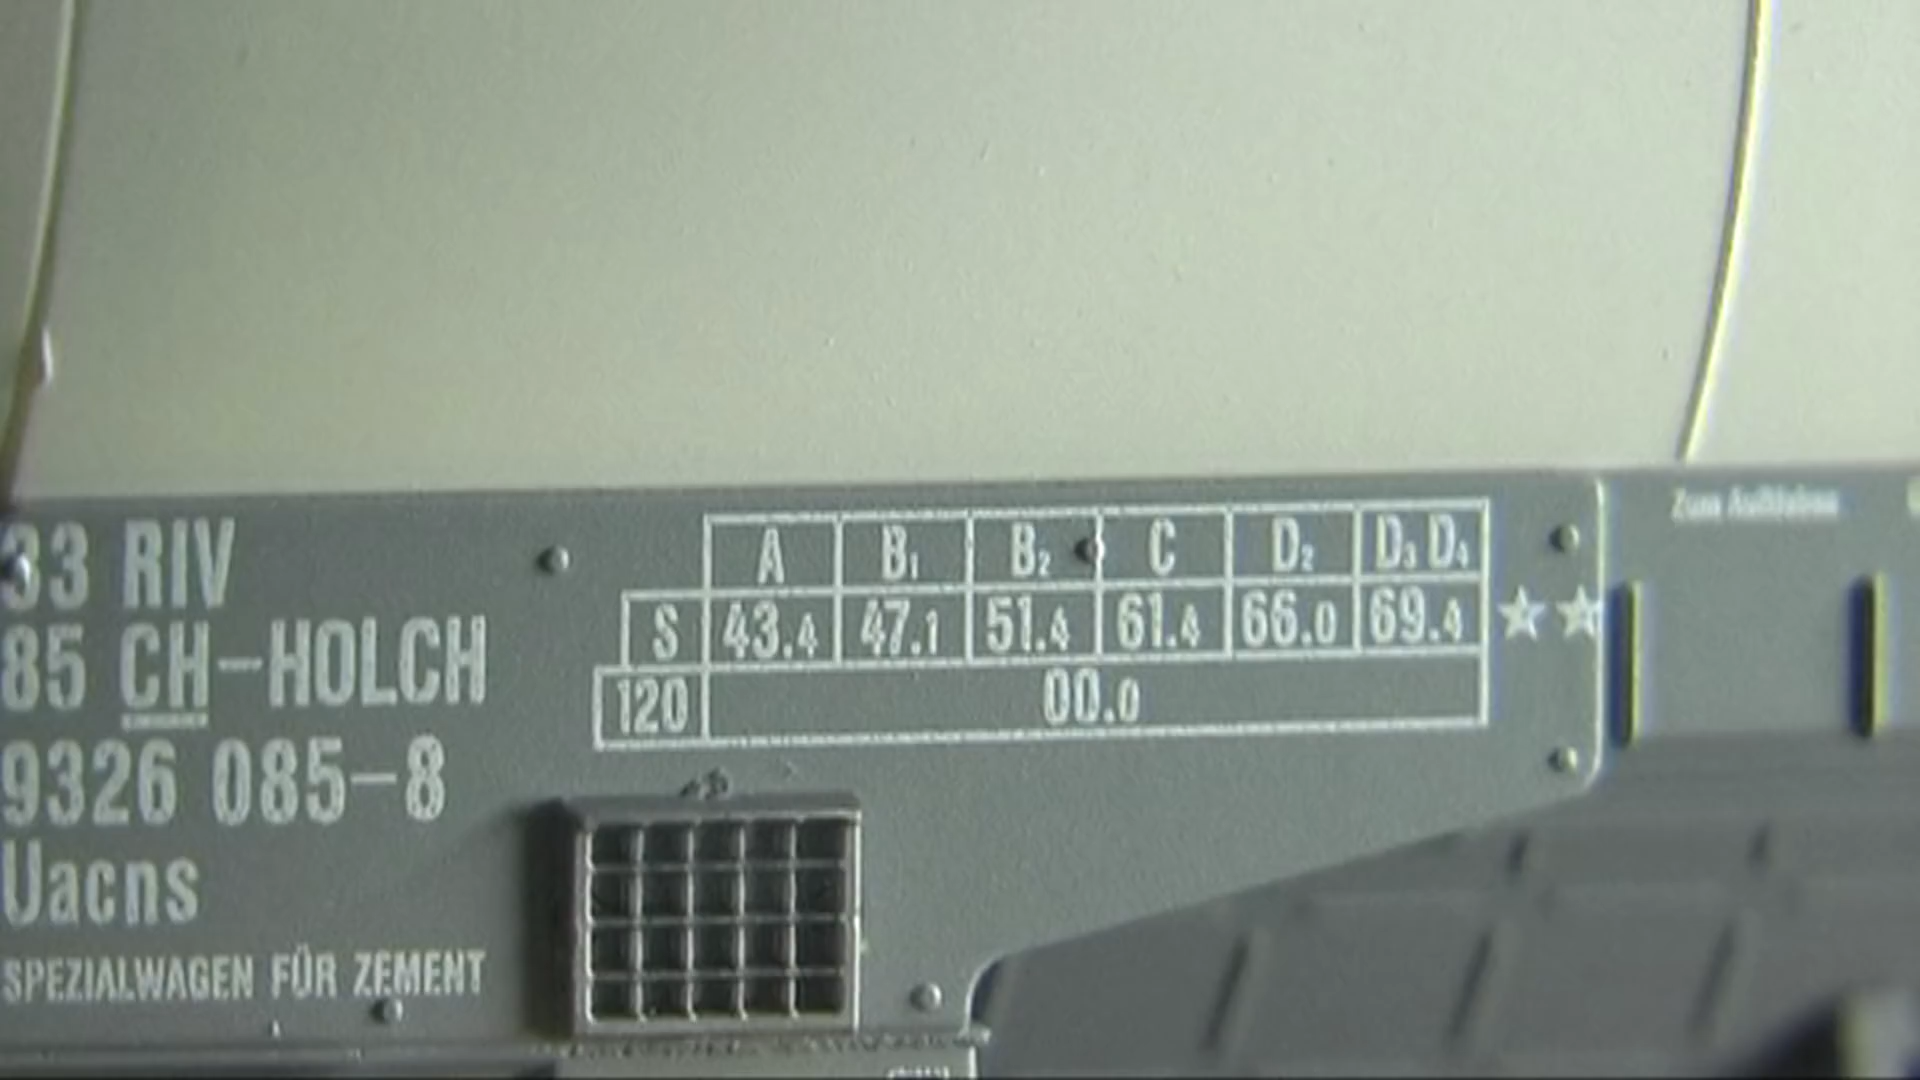 33 RIV
85 CH-HOLCH
9326 085-8
Uacns
SPEZIALWAGEN FÜR ZEMENT
A B1 B2 C D2 D3 D4
S 43.4 47.1 51.4 61.4 66.0 69.4 ★★
120 00.0
Zum